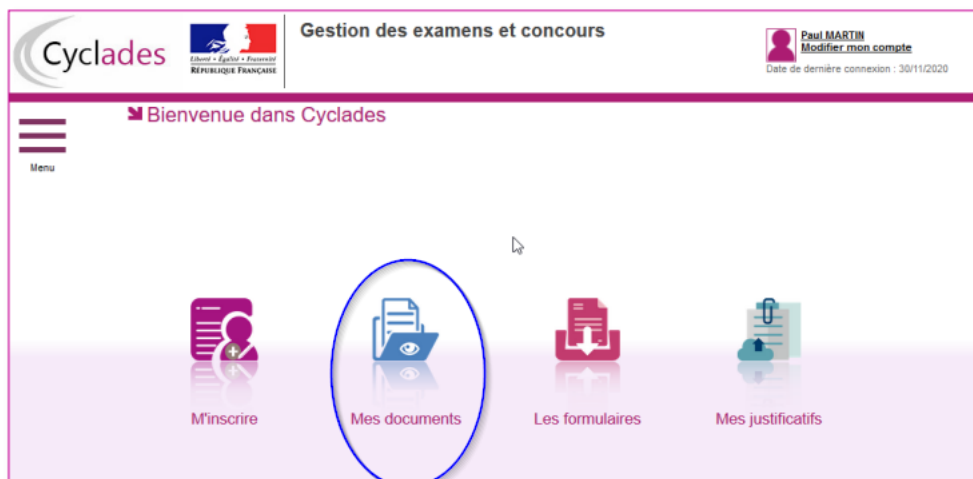 Cyclades
Liberté • Égalité • Fraternité
RÉPUBLIQUE FRANÇAISE
Gestion des examens et concours
Paul MARTIN
Modifier mon compte
Date de dernière connexion : 30/11/2020
Menu
Bienvenue dans Cyclades
M'inscrire
Mes documents
Les formulaires
Mes justificatifs